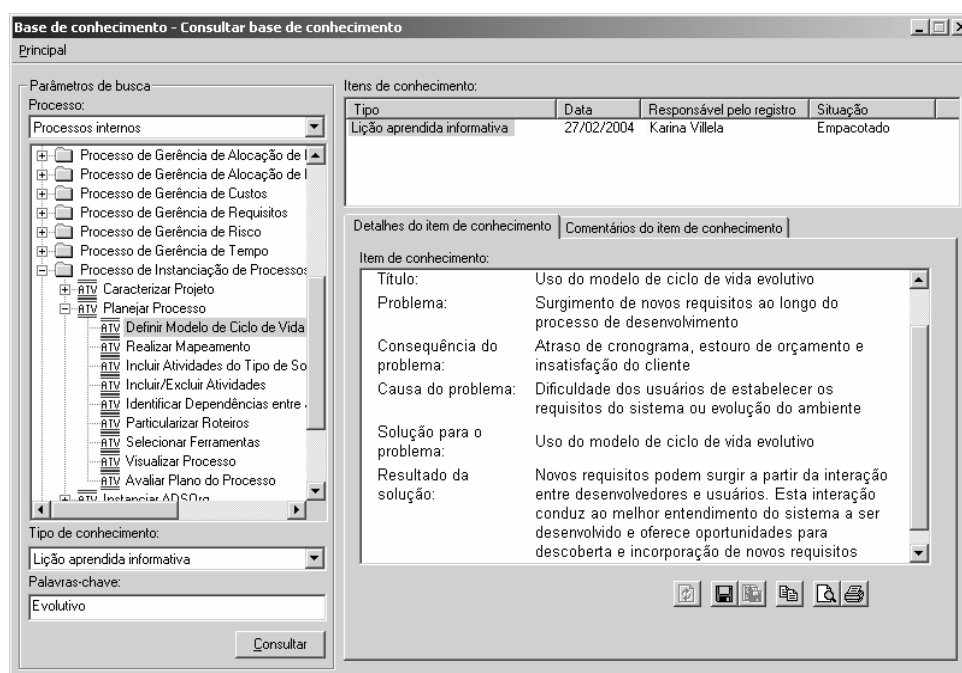 Base de conhecimento - Consultar base de conhecimento
Principal
Parâmetros de busca
Processo:
Processos internos
Processo de Gerência de Alocação de
Processo de Gerência de Alocação de
Processo de Gerência de Custos
Processo de Gerência de Requisitos
Processo de Gerência de Risco
Processo de Gerência de Tempo
Processo de Instanciação de Processos
ATV Caracterizar Projeto
ATV Planejar Processo
ATV Definir Modelo de Ciclo de Vida
ATV Realizar Mapeamento
ATV Incluir Atividades do Tipo de So
ATV Incluir/Excluir Atividades
ATV Identificar Dependências entre
ATV Particularizar Roteiros
ATV Selecionar Ferramentas
ATV Visualizar Processo
ATV Avaliar Plano do Processo
ATV Instanciar ADSOrg
Tipo de conhecimento:
Lição aprendida informativa
Palavras-chave:
Evolutivo
Consultar
Itens de conhecimento:
Tipo Data Responsável pelo registro Situação
Lição aprendida informativa 27/02/2004 Karina Villela Empacotado
Detalhes do item de conhecimento Comentários do item de conhecimento
Item de conhecimento:
Título: Uso do modelo de ciclo de vida evolutivo
Problema: Surgimento de novos requisitos ao longo do
processo de desenvolvimento
Consequência do Atraso de cronograma, estouro de orçamento e
problema: insatisfação do cliente
Causa do problema: Dificuldade dos usuários de estabelecer os
requisitos do sistema ou evolução do ambiente
Solução para o
problema: Uso do modelo de ciclo de vida evolutivo
Resultado da Novos requisitos podem surgir a partir da interação
solução: entre desenvolvedores e usuários. Esta interação
conduz ao melhor entendimento do sistema a ser
desenvolvido e oferece oportunidades para
descoberta e incorporação de novos requisitos